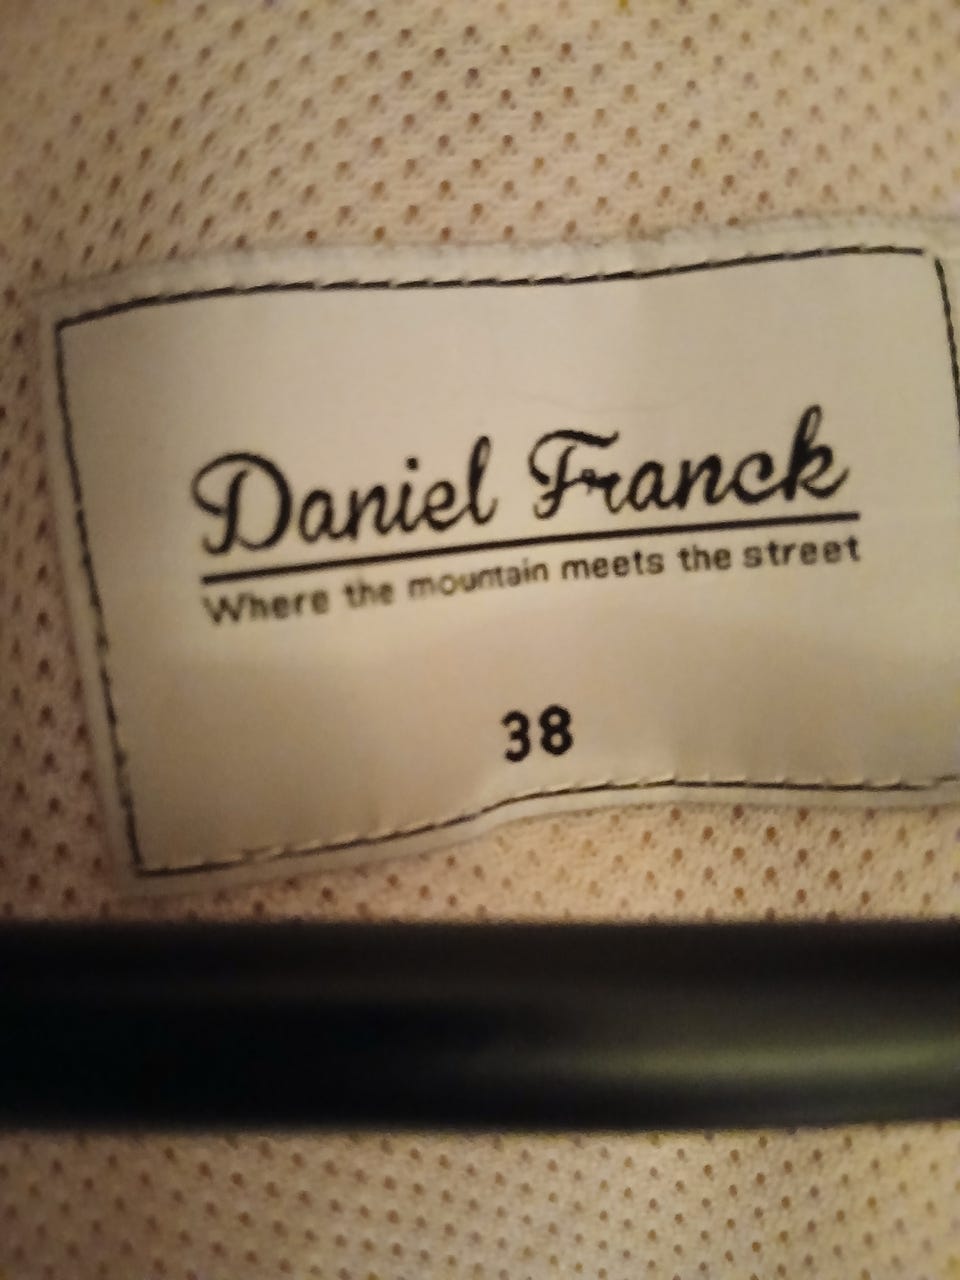 Daniel Franck
Where the mountain meets the street
38